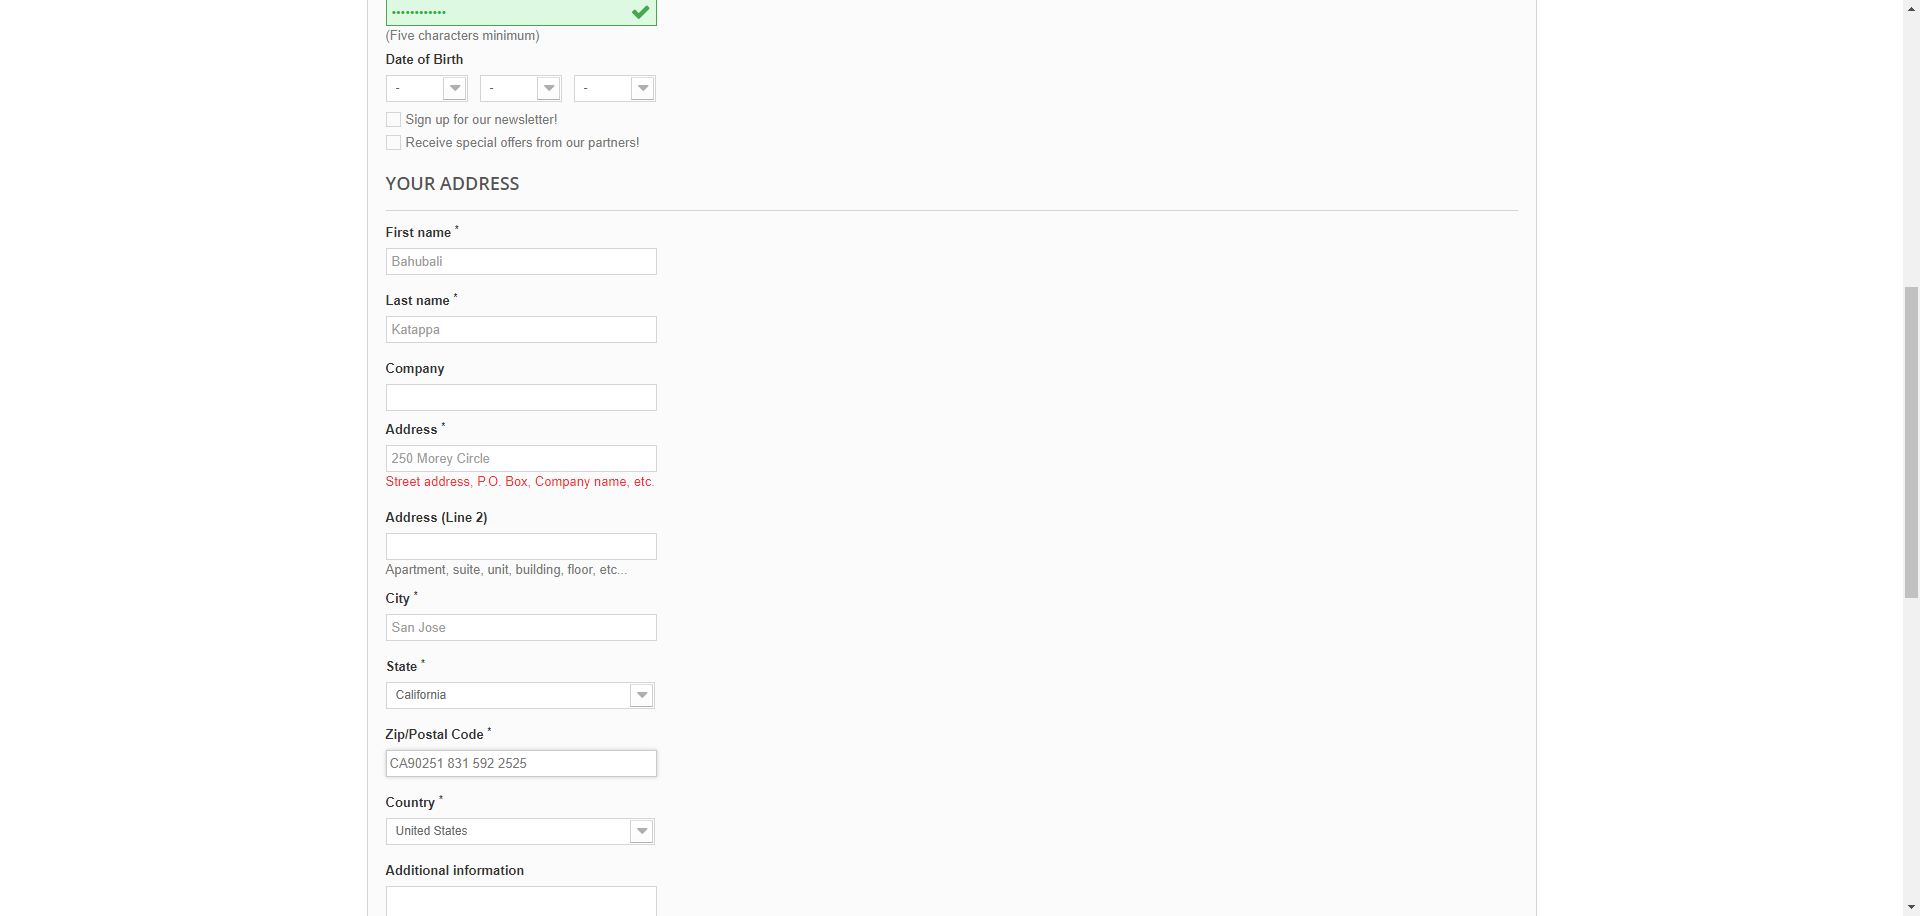 ••••••••••••
(Five characters minimum)
Date of Birth
- - -
Sign up for our newsletter!
Receive special offers from our partners!
YOUR ADDRESS
First name *
Bahubali
Last name *
Katappa
Company
Address *
250 Morey Circle
Street address, P.O. Box, Company name, etc.
Address (Line 2)
Apartment, suite, unit, building, floor, etc...
City *
San Jose
State *
California
Zip/Postal Code *
CA90251 831 592 2525
Country *
United States
Additional information